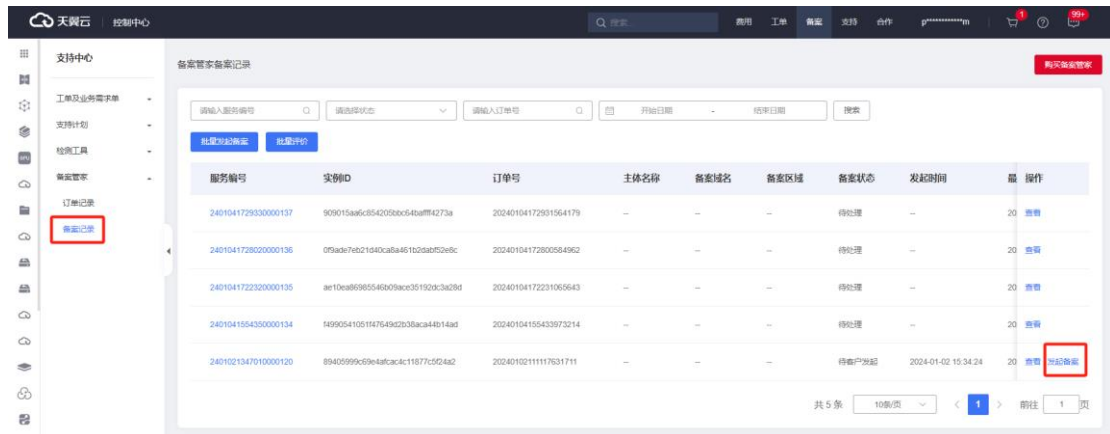 天翼云 控制中心 搜索... 费用 工单 备案 支持 合作 p************m 1 99+
支持中心
工单及业务需求单
支持计划
检测工具
备案管家
订单记录
备案记录
备案管家备案记录 购买备案管家
请输入服务编号 请选择状态 请输入订单号 开始日期 - 结束日期 搜索
批量发起备案 批量评价
服务编号 实例ID 订单号 主体名称 备案域名 备案区域 备案状态 发起时间 最 操作
2401041729330000137 909015aa6c854205bbc64bafff4273a 20240104172931564179 -- -- -- 待处理 -- 20 查看
2401041728020000136 0f9ade7eb21d40ca8a461b2dabf52e8c 20240104172800584962 -- -- -- 待处理 -- 20 查看
2401041722320000135 ae10ea86985546b09ace35192dc3a28d 20240104172231065643 -- -- -- 待处理 -- 20 查看
2401041554350000134 f4990541051f47649d2b38aca44b14ad 20240104155433973214 -- -- -- 待处理 -- 20 查看
2401021347010000120 89405999c69e4afcac4c11877c5f24a2 20240102111117631711 -- -- -- 待客户发起 2024-01-02 15:34:24 20 查看 发起备案
共 5 条 10条/页 < 1 > 前往 1 页